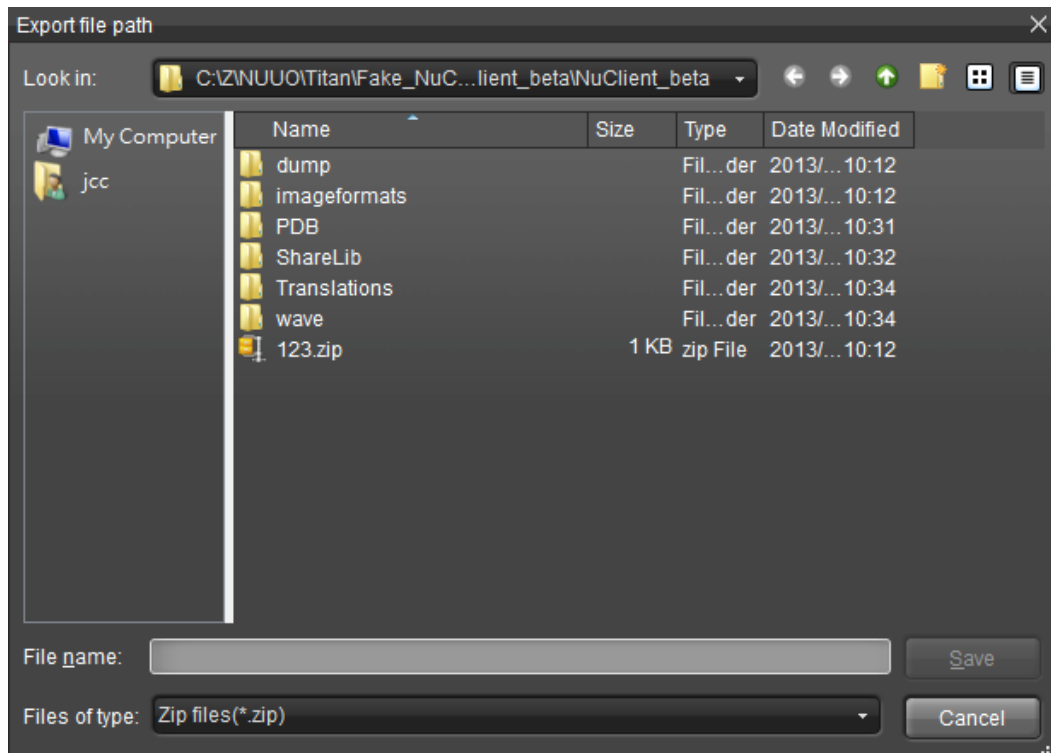 Export file path
Look in: C:\Z\NUUO\Titan\Fake_NuC...lient_beta\NuClient_beta
My Computer
jcc
Name Size Type Date Modified
dump Fil...der 2013/... 10:12
imageformats Fil...der 2013/... 10:12
PDB Fil...der 2013/... 10:31
ShareLib Fil...der 2013/... 10:32
Translations Fil...der 2013/... 10:34
wave Fil...der 2013/... 10:34
123.zip 1 KB zip File 2013/... 10:12
File name: Save
Files of type: Zip files(*.zip) Cancel